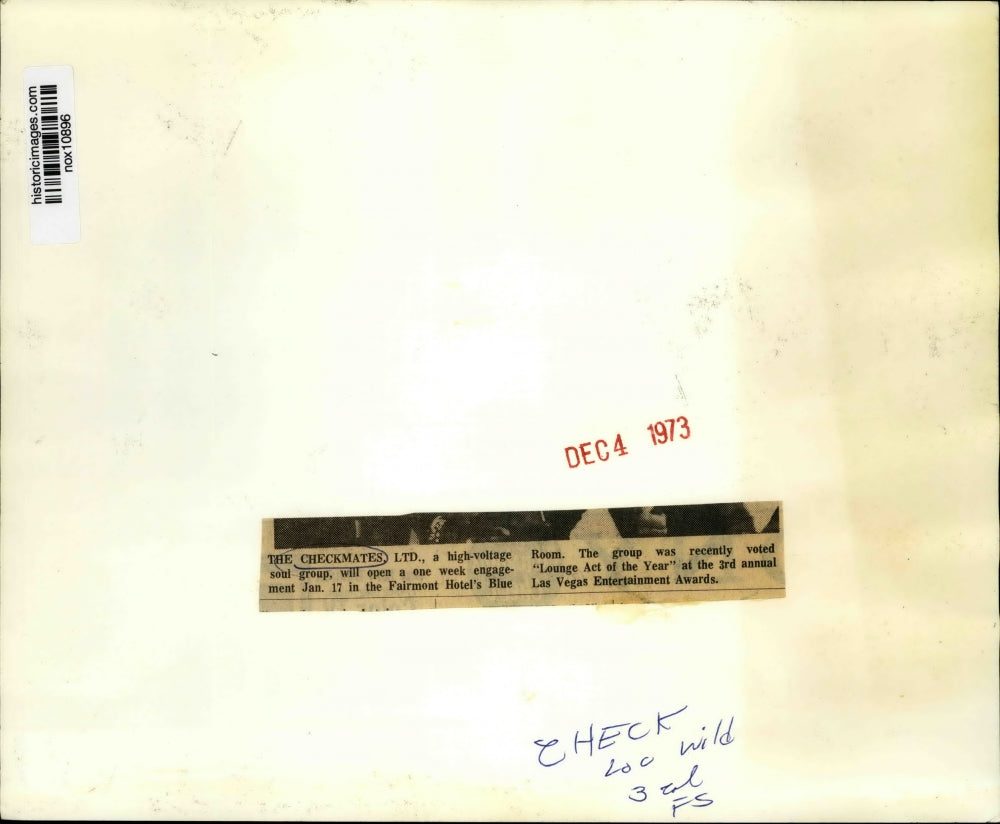 historicimages.com
nox10896
DEC 4 1973
THE CHECKMATES, LTD., a high-voltage
soul group, will open a one week engage-
ment Jan. 17 in the Fairmont Hotel's Blue
Room. The group was recently voted
"Lounge Act of the Year" at the 3rd annual
Las Vegas Entertainment Awards.
CHECK
wild
3 col
FS